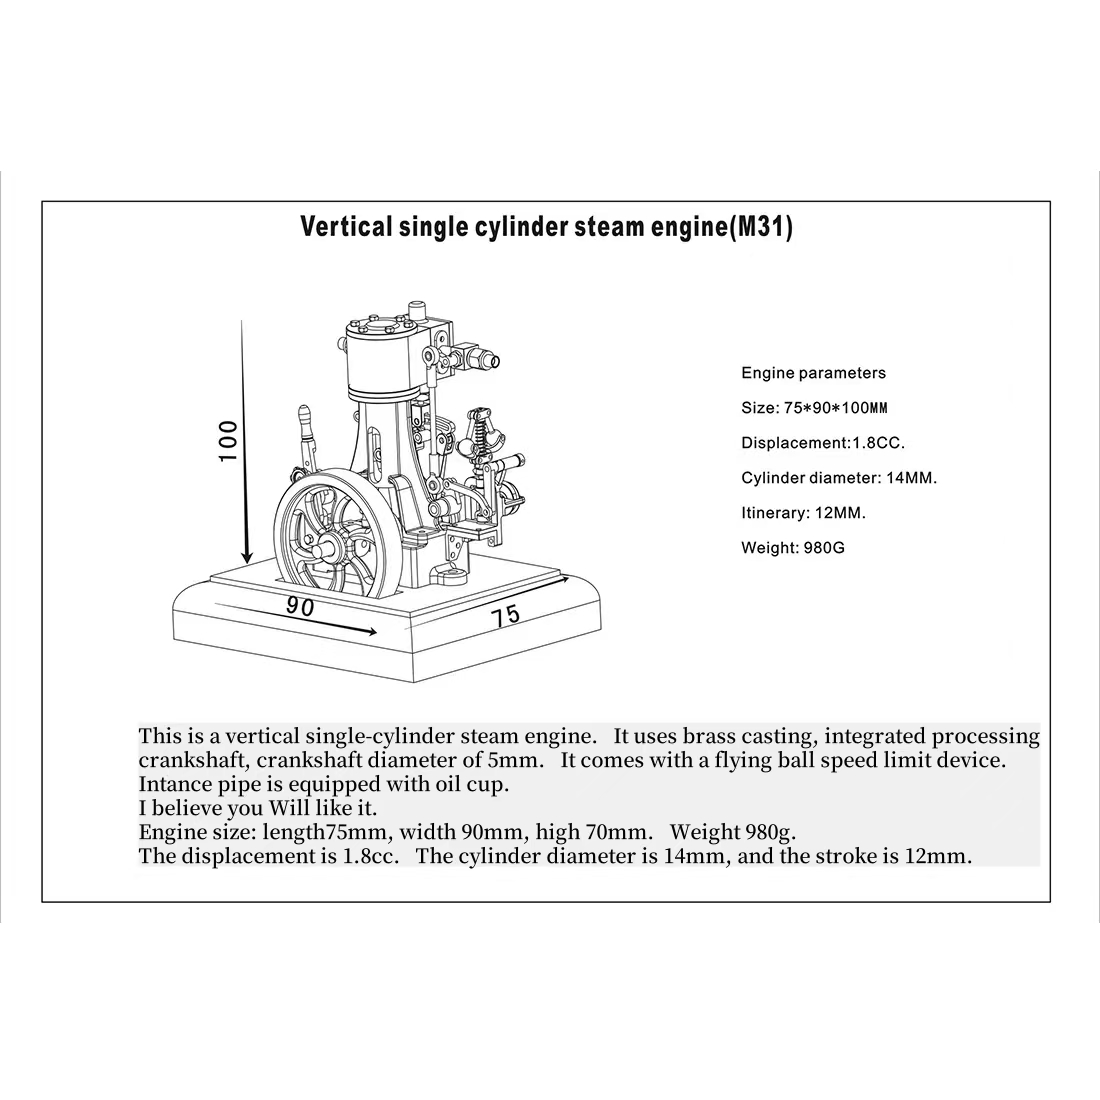 Vertical single cylinder steam engine(M31)
100
90
75
Engine parameters
Size: 75*90*100MM
Displacement:1.8CC.
Cylinder diameter: 14MM.
Itinerary: 12MM.
Weight: 980G
This is a vertical single-cylinder steam engine. It uses brass casting, integrated processing
crankshaft, crankshaft diameter of 5mm. It comes with a flying ball speed limit device.
Intance pipe is equipped with oil cup.
I believe you Will like it.
Engine size: length75mm, width 90mm, high 70mm. Weight 980g.
The displacement is 1.8cc. The cylinder diameter is 14mm, and the stroke is 12mm.